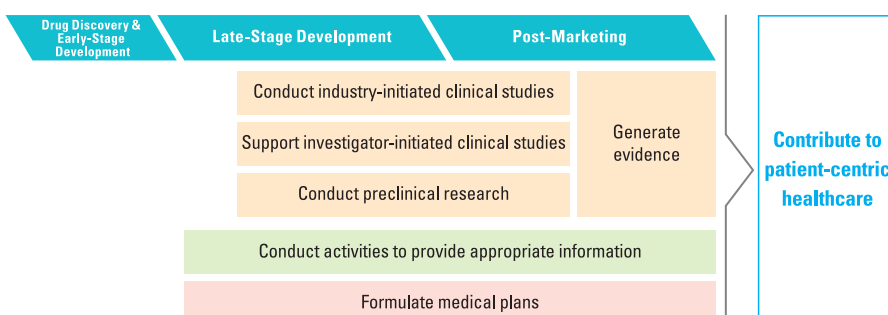 Drug Discovery &
Early-Stage
Development
Late-Stage Development
Post-Marketing
Conduct industry-initiated clinical studies
Support investigator-initiated clinical studies
Conduct preclinical research
Generate
evidence
Conduct activities to provide appropriate information
Formulate medical plans
Contribute to
patient-centric
healthcare